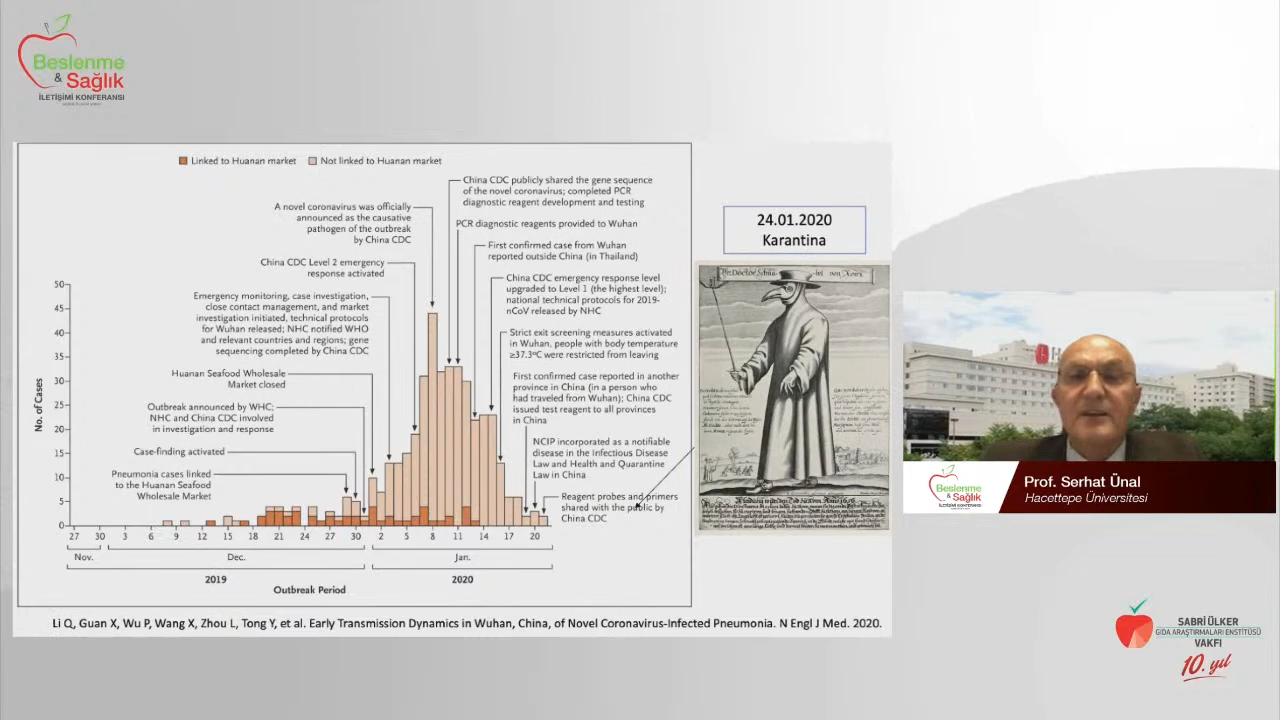 Beslenme
& Sağlık
İLETİŞİMİ KONFERANSI
Linked to Huanan market
Not linked to Huanan market
China CDC publicly shared the gene sequence
of the novel coronavirus; completed PCR
diagnostic reagent development and testing
A novel coronavirus was officially
announced as the causative
pathogen of the outbreak
by China CDC
PCR diagnostic reagents provided to Wuhan
First confirmed case from Wuhan
reported outside China (in Thailand)
China CDC Level 2 emergency
response activated
China CDC emergency response level
upgraded to Level 1 (the highest level);
national technical protocols for 2019-
nCoV released by NHC
Emergency monitoring, case investigation,
close contact management, and market
investigation initiated, technical protocols
for Wuhan released; NHC notified WHO
and relevant countries and regions; gene
sequencing completed by China CDC
Strict exit screening measures activated
in Wuhan, people with body temperature
≥37.3ºC were restricted from leaving
Huanan Seafood Wholesale
Market closed
First confirmed case reported in another
province in China (in a person who
had traveled from Wuhan); China CDC
issued test reagent to all provinces
in China
Outbreak announced by WHC;
NHC and China CDC involved
in investigation and response
Case-finding activated
NCIP incorporated as a notifiable
disease in the Infectious Disease
Law and Health and Quarantine
Law in China
Pneumonia cases linked
to the Huanan Seafood
Wholesale Market
Reagent probes and primers
shared with the public by
China CDC
No. of Cases
50
45
40
35
30
25
20
15
10
5
0
27 30 3 6 9 12 15 18 21 24 27 30 2 5 8 11 14 17 20
Nov. Dec. Jan.
2019 2020
Outbreak Period
24.01.2020
Karantina
Li Q, Guan X, Wu P, Wang X, Zhou L, Tong Y, et al. Early Transmission Dynamics in Wuhan, China, of Novel Coronavirus-Infected Pneumonia. N Engl J Med. 2020.
Beslenme
& Sağlık
İLETİŞİMİ KONFERANSI
Prof. Serhat Ünal
Hacettepe Üniversitesi
SABRİ ÜLKER
GIDA ARAŞTIRMALARI ENSTİTÜSÜ
VAKFI
10. yıl